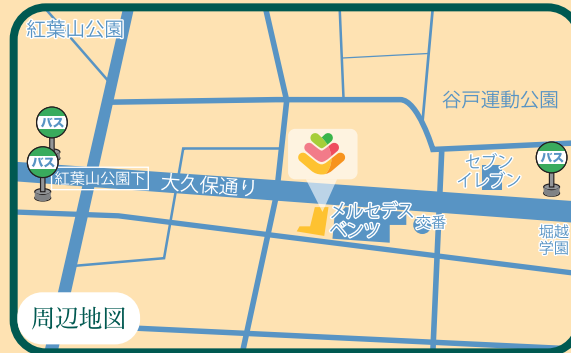 紅葉山公園
谷戸運動公園
バス
バス
バス
セブン
イレブン
紅葉山公園下
大久保通り
メルセデス
ベンツ
交番
堀越
学園
周辺地図